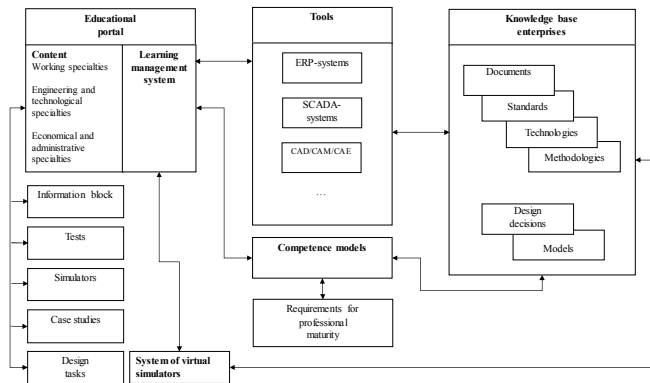 Educational
portal
Content
Working specialties
Engineering and
technological
specialties
Economical and
administrative
specialties
Learning
management
system
Information block
Tests
Simulators
Case studies
Design
tasks
System of virtual
simulators
Tools
ERP-systems
SCADA-
systems
CAD/CAM/CAE
…
Competence models
Requirements for
professional
maturity
Knowledge base
enterprises
Documents
Standards
Technologies
Methodologies
Design
decisions
Models